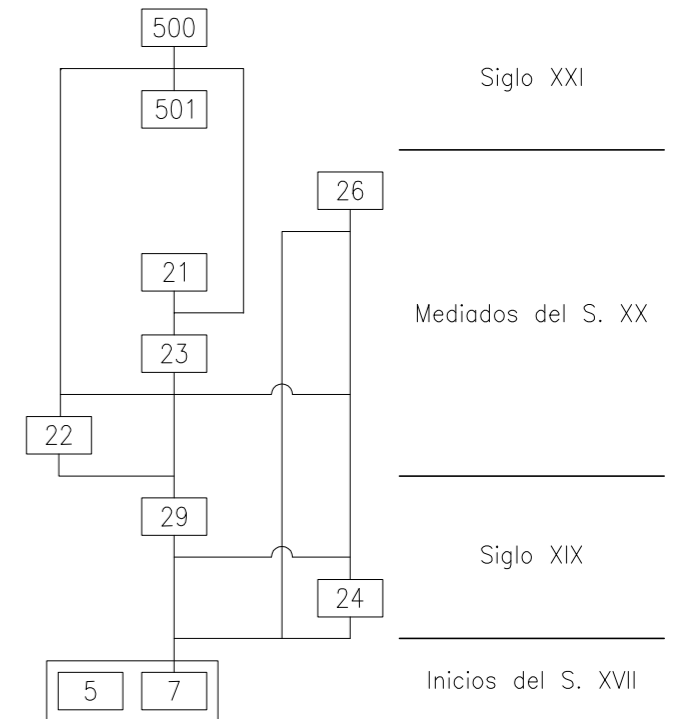 500
Siglo XXI
501
26
21
Mediados del S. XX
23
22
29
Siglo XIX
24
5 7
Inicios del S. XVII